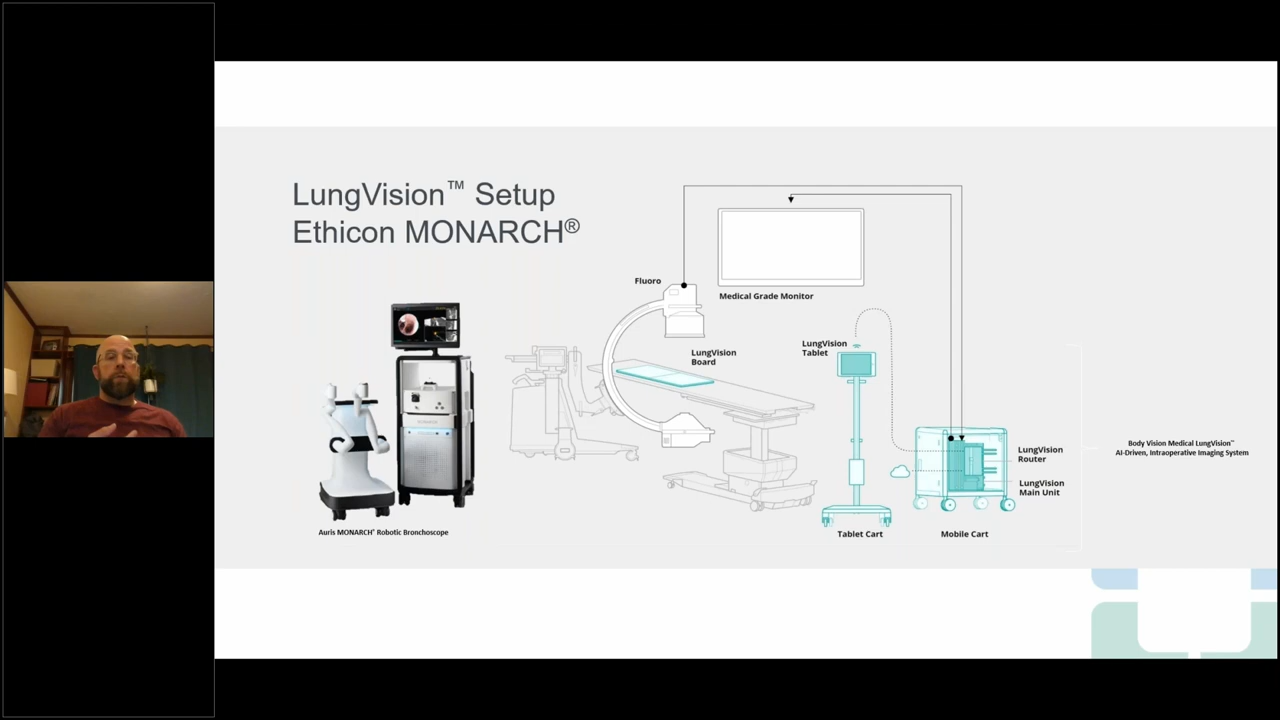 LungVision™ Setup
Ethicon MONARCH®
Fluoro
Medical Grade Monitor
LungVision
Board
LungVision
Tablet
LungVision
Router
LungVision
Main Unit
Body Vision Medical LungVision™
AI-Driven, Intraoperative Imaging System
Auris MONARCH® Robotic Bronchoscope
Tablet Cart
Mobile Cart